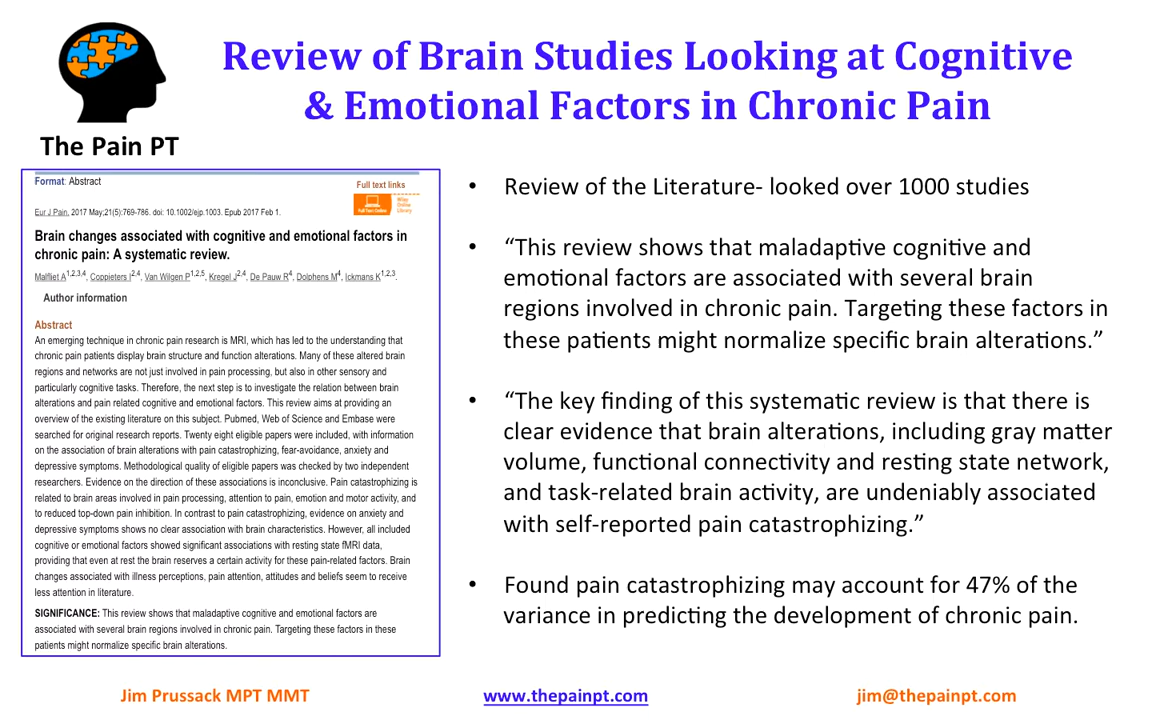 Review of Brain Studies Looking at Cognitive
& Emotional Factors in Chronic Pain
The Pain PT
Format: Abstract
Full text links
Full Text Online
Wiley
Online
Library
Eur J Pain. 2017 May;21(5):769-786. doi: 10.1002/ejp.1003. Epub 2017 Feb 1.
Brain changes associated with cognitive and emotional factors in
chronic pain: A systematic review.
Malfliet A1,2,3,4, Coppieters I2,4, Van Wilgen P1,2,5, Kregel J2,4, De Pauw R4, Dolphens M4, Ickmans K1,2,3.
Author information
Abstract
An emerging technique in chronic pain research is MRI, which has led to the understanding that
chronic pain patients display brain structure and function alterations. Many of these altered brain
regions and networks are not just involved in pain processing, but also in other sensory and
particularly cognitive tasks. Therefore, the next step is to investigate the relation between brain
alterations and pain related cognitive and emotional factors. This review aims at providing an
overview of the existing literature on this subject. Pubmed, Web of Science and Embase were
searched for original research reports. Twenty eight eligible papers were included, with information
on the association of brain alterations with pain catastrophizing, fear-avoidance, anxiety and
depressive symptoms. Methodological quality of eligible papers was checked by two independent
researchers. Evidence on the direction of these associations is inconclusive. Pain catastrophizing is
related to brain areas involved in pain processing, attention to pain, emotion and motor activity, and
to reduced top-down pain inhibition. In contrast to pain catastrophizing, evidence on anxiety and
depressive symptoms shows no clear association with brain characteristics. However, all included
cognitive or emotional factors showed significant associations with resting state fMRI data,
providing that even at rest the brain reserves a certain activity for these pain-related factors. Brain
changes associated with illness perceptions, pain attention, attitudes and beliefs seem to receive
less attention in literature.
SIGNIFICANCE: This review shows that maladaptive cognitive and emotional factors are
associated with several brain regions involved in chronic pain. Targeting these factors in these
patients might normalize specific brain alterations.
• Review of the Literature- looked over 1000 studies
• “This review shows that maladaptive cognitive and
emotional factors are associated with several brain
regions involved in chronic pain. Targeting these factors in
these patients might normalize specific brain alterations.”
• “The key finding of this systematic review is that there is
clear evidence that brain alterations, including gray matter
volume, functional connectivity and resting state network,
and task-related brain activity, are undeniably associated
with self-reported pain catastrophizing.”
• Found pain catastrophizing may account for 47% of the
variance in predicting the development of chronic pain.
Jim Prussack MPT MMT
www.thepainpt.com
jim@thepainpt.com